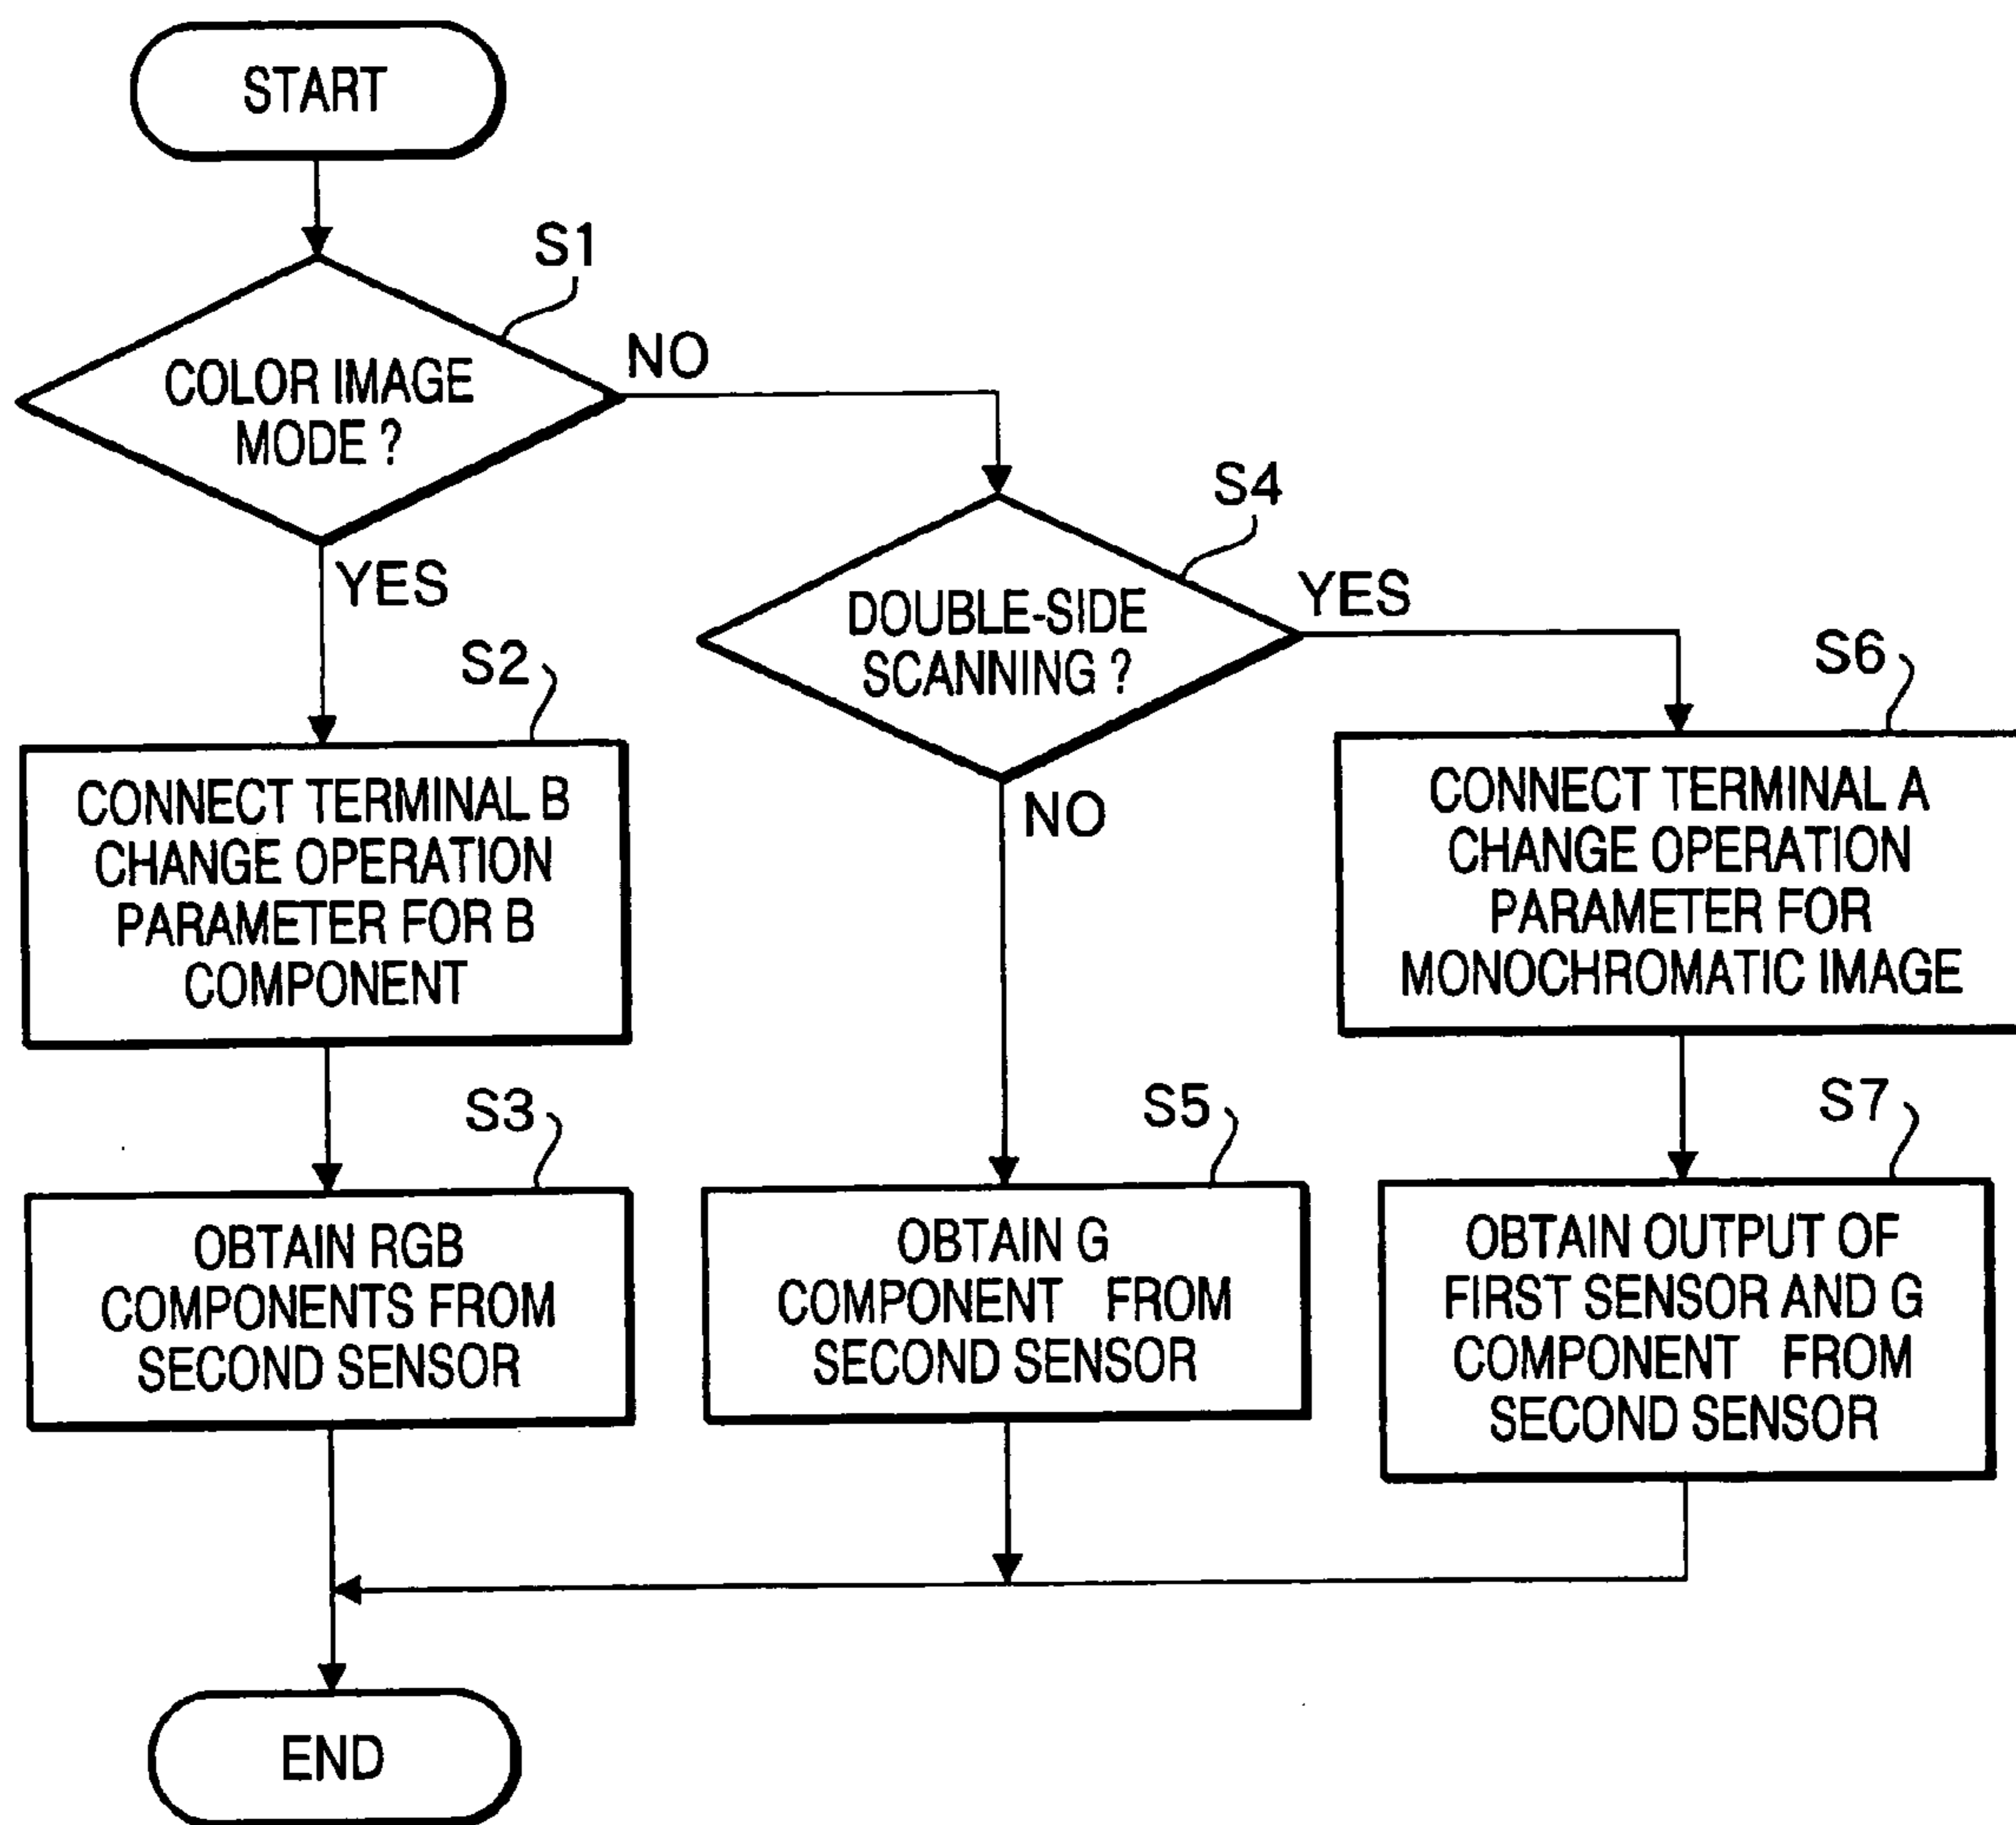 START
S1
COLOR IMAGE
MODE ?
NO
YES
S4
DOUBLE-SIDE
SCANNING ?
YES
NO
S2
CONNECT TERMINAL B
CHANGE OPERATION
PARAMETER FOR B
COMPONENT
S6
CONNECT TERMINAL A
CHANGE OPERATION
PARAMETER FOR
MONOCHROMATIC IMAGE
S3
OBTAIN RGB
COMPONENTS FROM
SECOND SENSOR
S5
OBTAIN G
COMPONENT FROM
SECOND SENSOR
S7
OBTAIN OUTPUT OF
FIRST SENSOR AND G
COMPONENT FROM
SECOND SENSOR
END